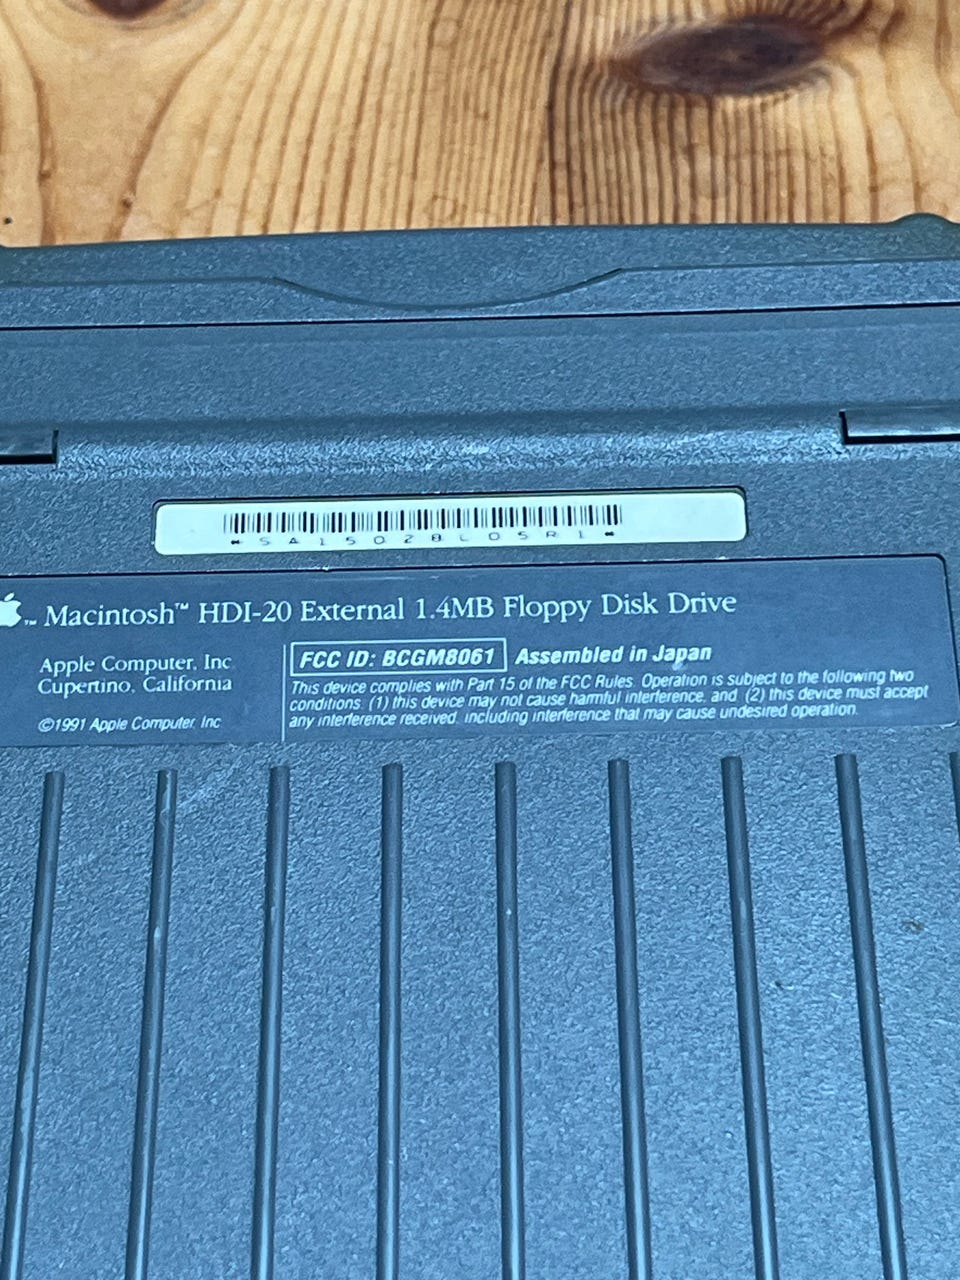 *SA15028L05R1*
™ Macintosh™ HDI-20 External 1.4MB Floppy Disk Drive
Apple Computer, Inc
Cupertino, California
©1991 Apple Computer Inc
FCC ID: BCGM8061 Assembled in Japan
This device complies with Part 15 of the FCC Rules. Operation is subject to the following two
conditions. (1) this device may not cause harmful interference, and (2) this device must accept
any interference received, including interference that may cause undesired operation.